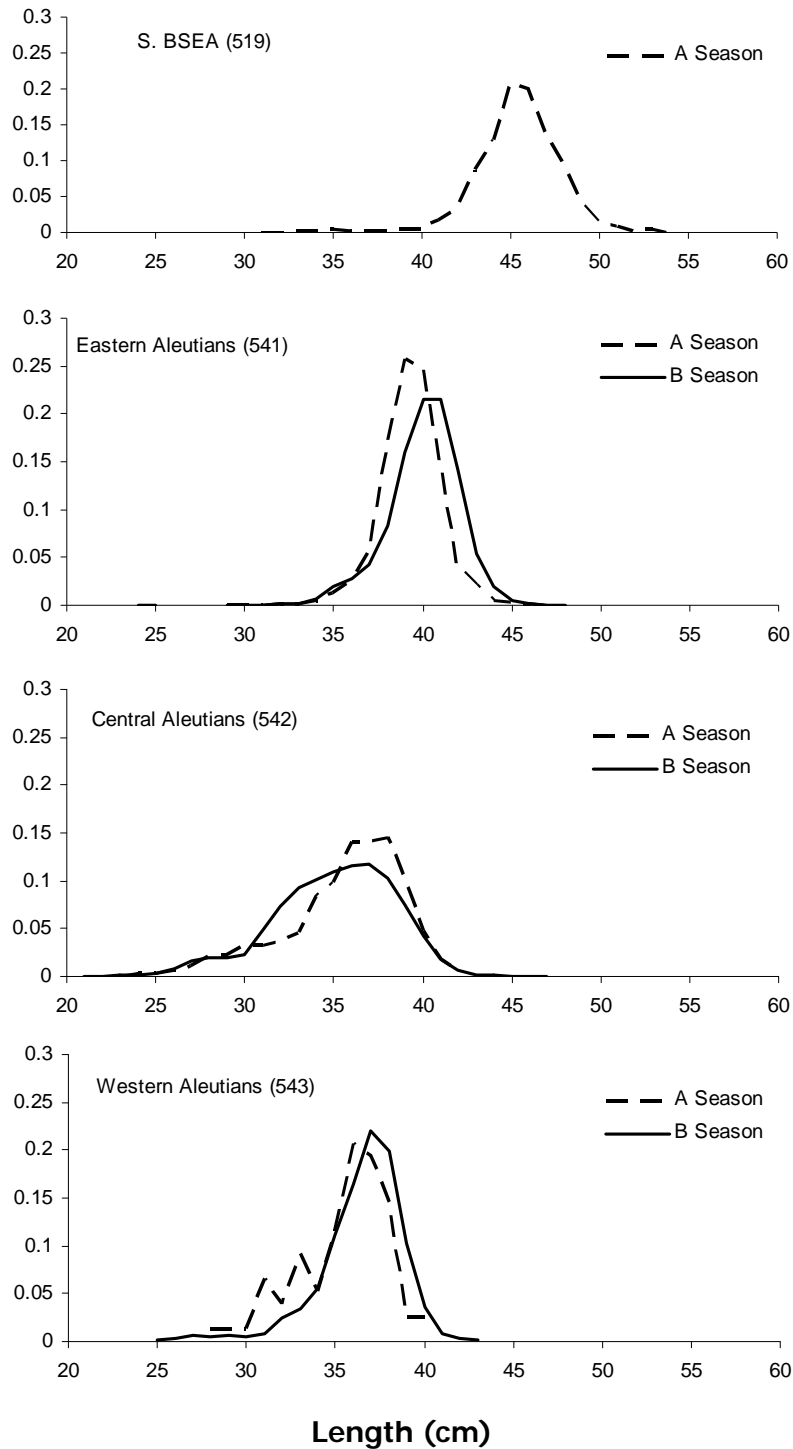 0.3
S. BSEA (519)
A Season
0.25
0.2
0.15
0.1
0.05
0
20 25 30 35 40 45 50 55 60
0.3
Eastern Aleutians (541)
A Season
0.25
B Season
0.2
0.15
0.1
0.05
0
20 25 30 35 40 45 50 55 60
0.3
Central Aleutians (542)
A Season
0.25
B Season
0.2
0.15
0.1
0.05
0
20 25 30 35 40 45 50 55 60
0.3
Western Aleutians (543)
A Season
0.25
B Season
0.2
0.15
0.1
0.05
0
20 25 30 35 40 45 50 55 60
Length (cm)